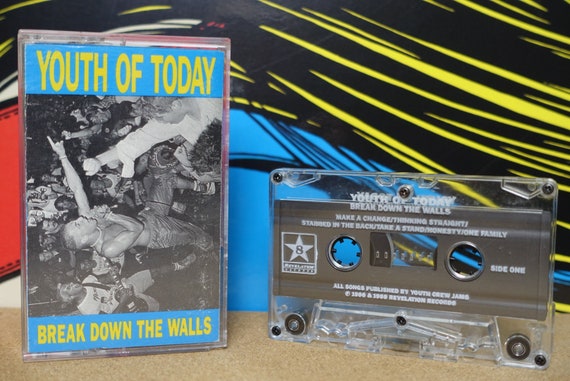 YOUTH OF TODAY
BREAK DOWN THE WALLS
YOUTH OF TODAY
BREAK DOWN THE WALLS
MAKE A CHANGE/THINKING STRAIGHT/
STABBED IN THE BACK/TAKE A STAND/HONESTY/ONE FAMILY
SIDE ONE
ALL SONGS PUBLISHED BY YOUTH CREW JAMS
REVELATION RECORDS